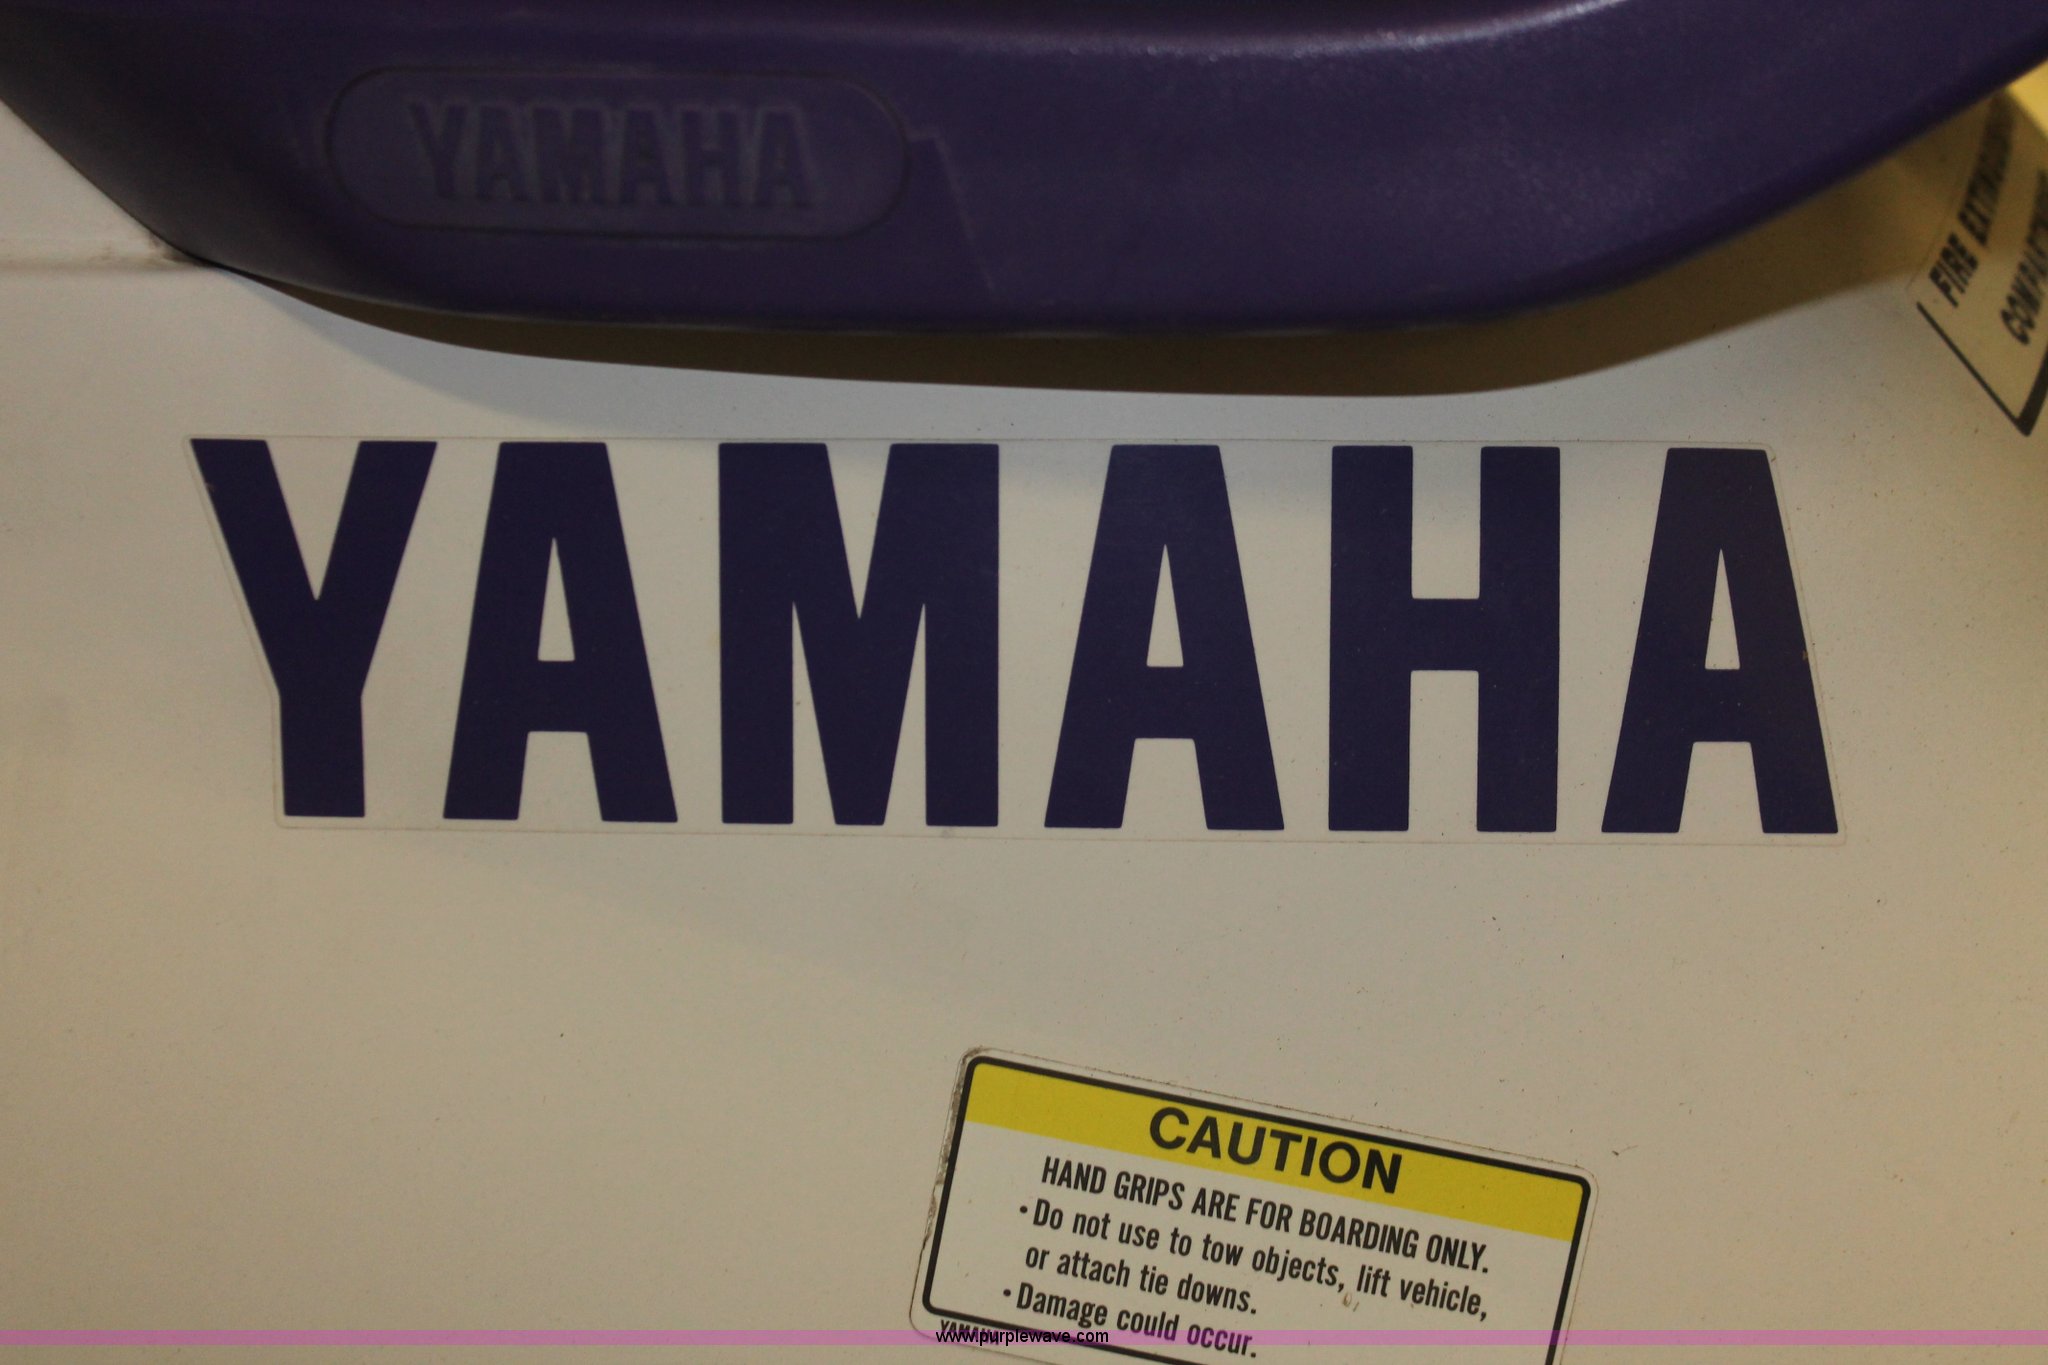 YAMAHA
FIRE
YAMAHA
CAUTION
HAND GRIPS ARE FOR BOARDING ONLY.
•Do not use to tow objects, lift vehicle,
or attach tie downs.
•Damage could occur.
www.purplewave.com